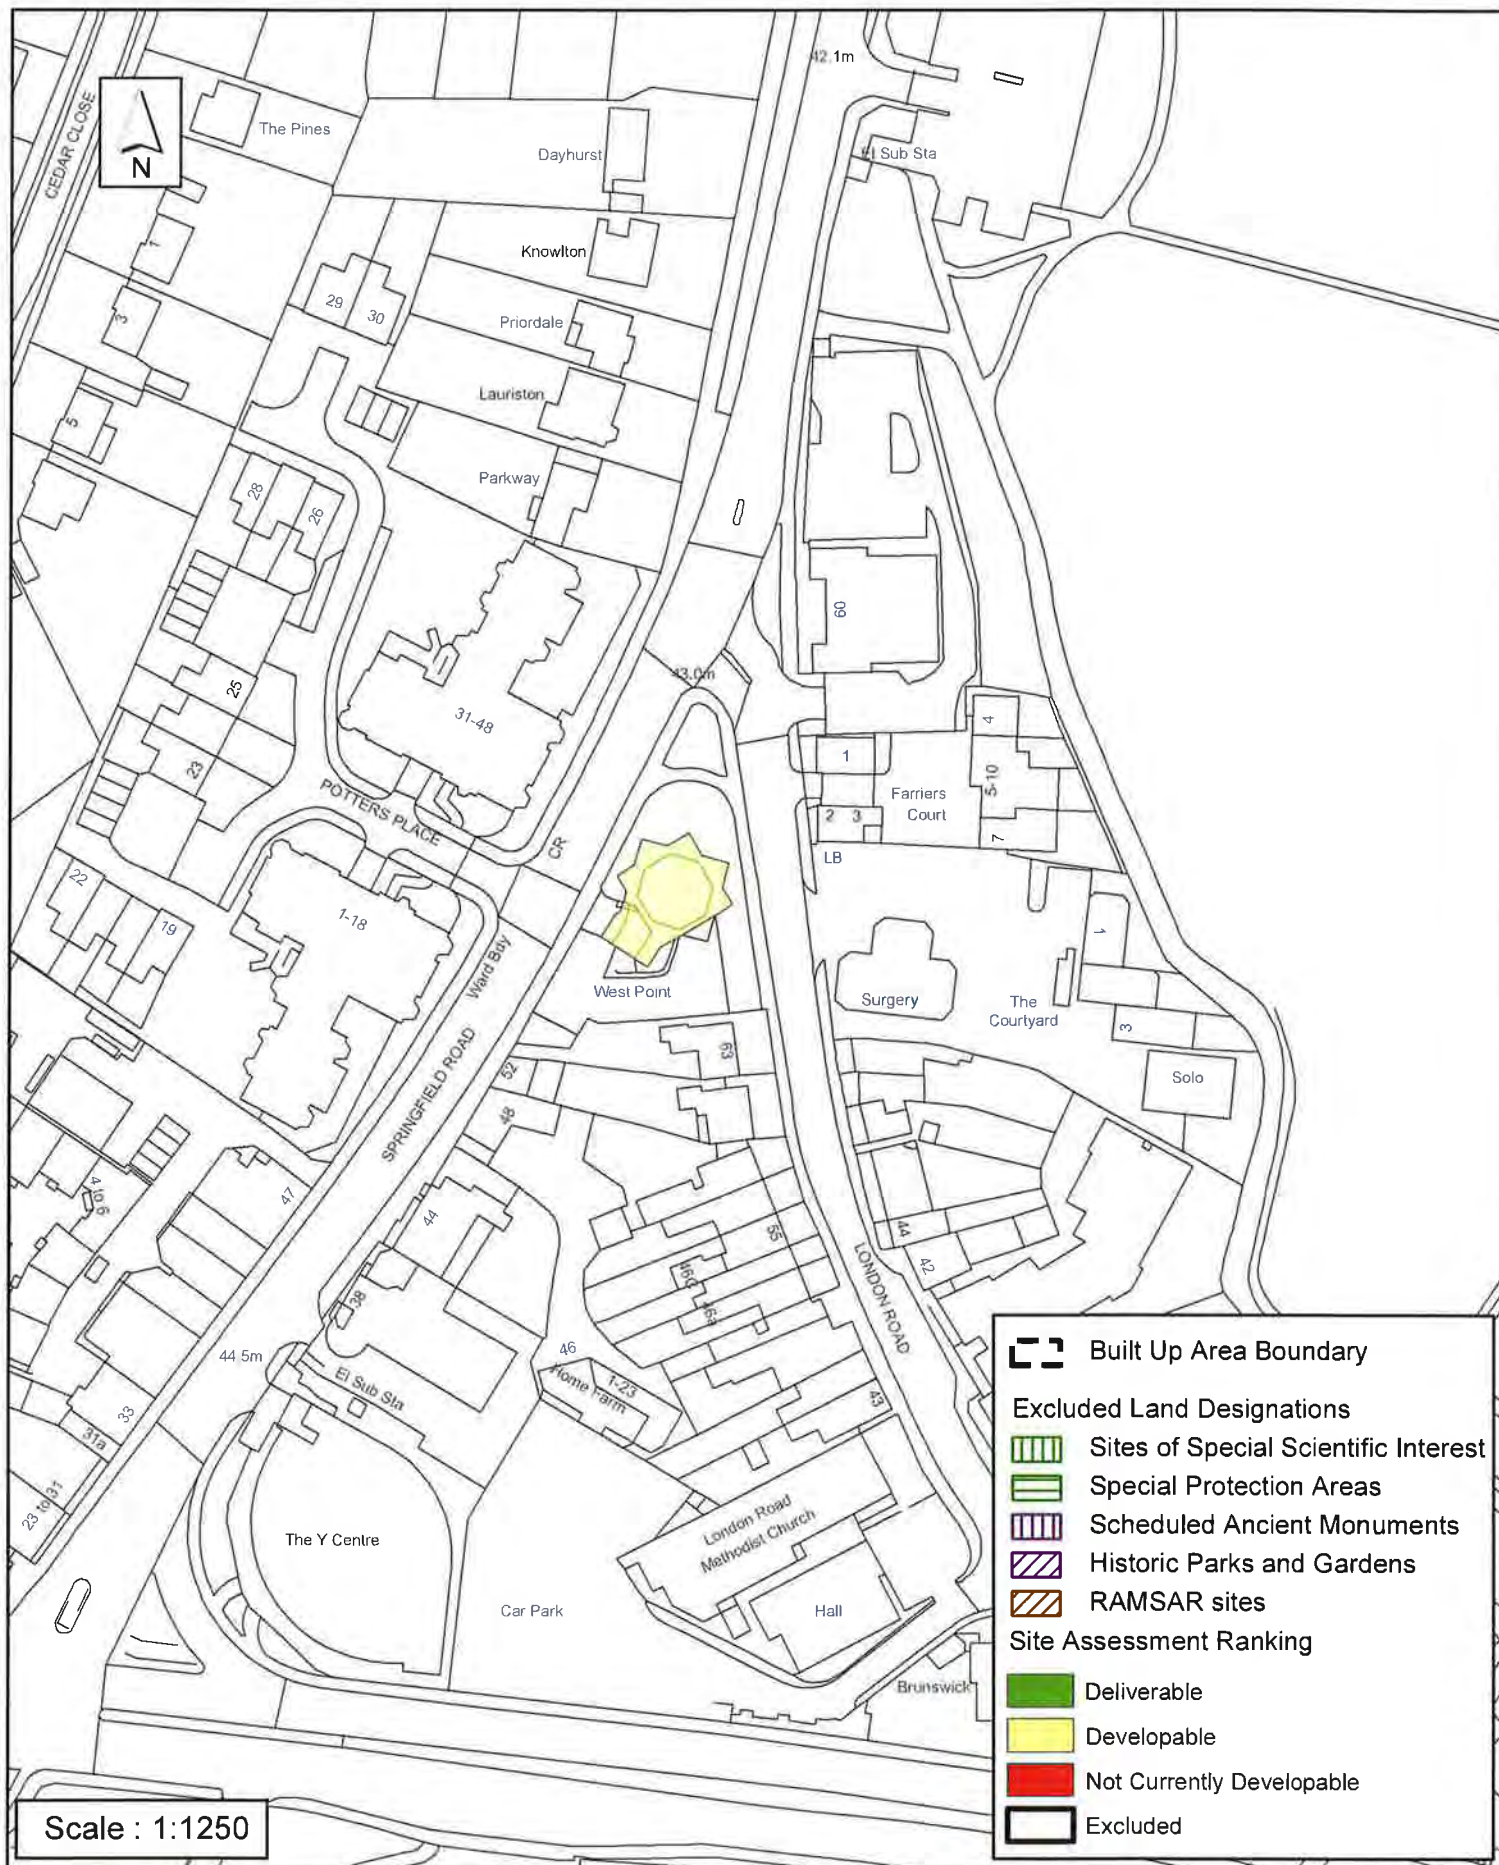 42.1m
CEDAR CLOSE
N
The Pines
Dayhurst
El Sub Sta
Knowlton
1
29
30
3
Priordale
Lauriston
5
Parkway
28
26
60
43.0m
25
31-48
4
23
1
5-10
POTTERS PLACE
Farriers
Court
2 3
7
CR
LB
22
1-18
19
1
Ward Bdy
West Point
Surgery
The
Courtyard
3
SPRINGFIELD ROAD
63
52
Solo
48
4 to 6
47
44
55
44
42
46c
46a
LONDON ROAD
38
44.5m
46
El Sub Sta
1-23
Home Farm
43
33
31a
23 to 31
London Road
Methodist Church
The Y Centre
Car Park
Hall
Brunswick
Built Up Area Boundary
Excluded Land Designations
Sites of Special Scientific Interest
Special Protection Areas
Scheduled Ancient Monuments
Historic Parks and Gardens
RAMSAR sites
Site Assessment Ranking
Deliverable
Developable
Not Currently Developable
Excluded
Scale : 1:1250